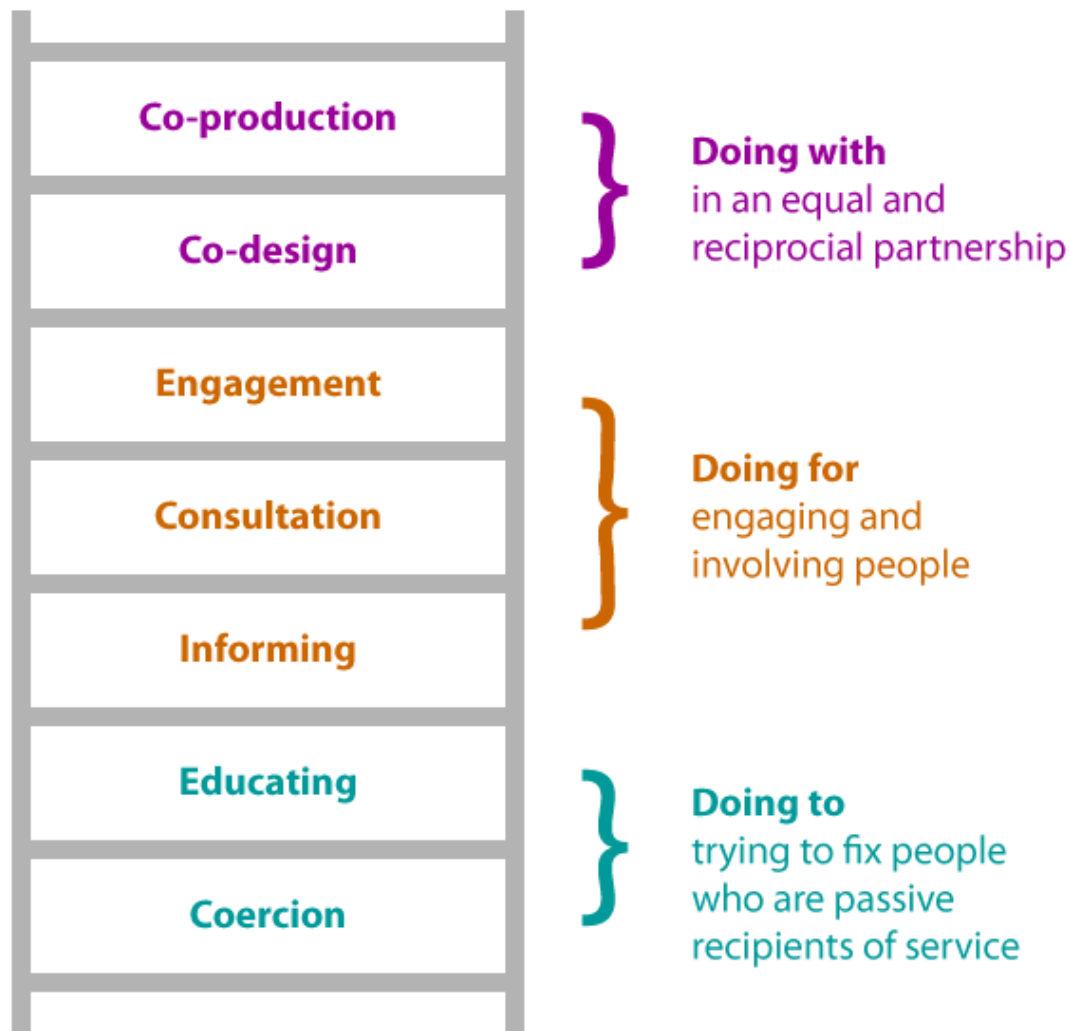 Co-production
Co-design
Doing with
in an equal and
reciprocial partnership
Engagement
Consultation
Informing
Doing for
engaging and
involving people
Educating
Coercion
Doing to
trying to fix people
who are passive
recipients of service